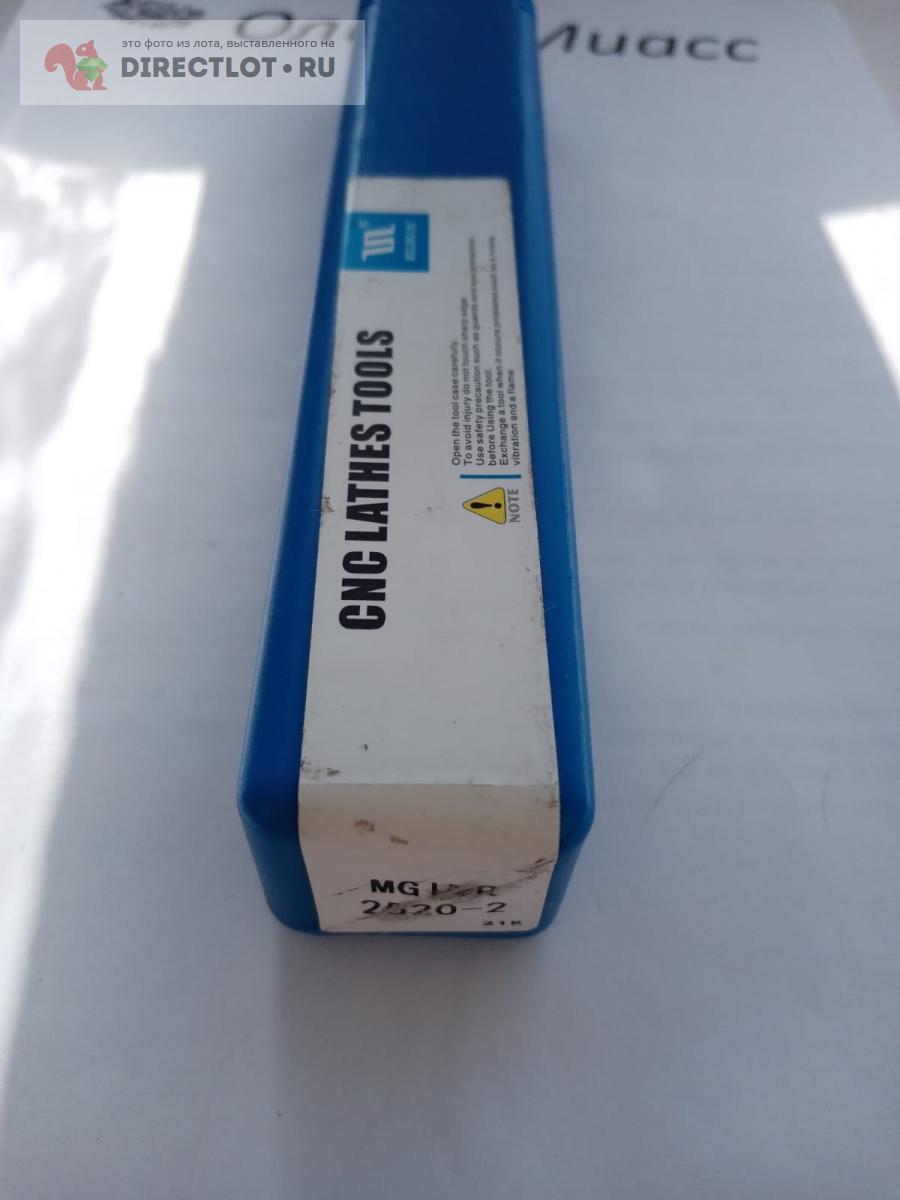 это фото из лота, выставленного на
DIRECTLOT.RU
Миасс
CNC LATHES TOOLS
Open the tool case carefully.
To avoid injury do not touch sharp edge
Use safety precaution such as guards and eye protection
before Using the tool.
Exchange a tool when it occurs problems such as a noise,
vibration and a flame
NOTE
MG
2520-2
21K